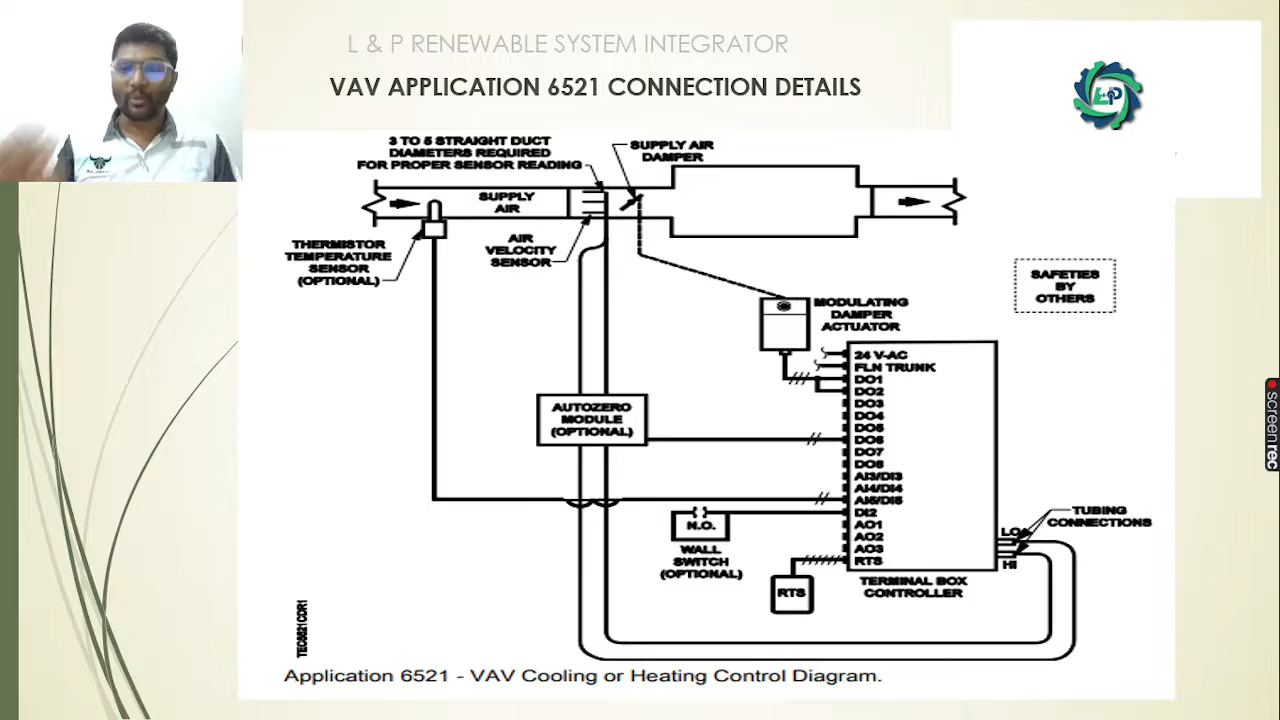 L & P RENEWABLE SYSTEM INTEGRATOR
VAV APPLICATION 6521 CONNECTION DETAILS
L&P
3 TO 5 STRAIGHT DUCT
DIAMETERS REQUIRED
FOR PROPER SENSOR READING
SUPPLY AIR
DAMPER
SUPPLY
AIR
THERMISTOR
TEMPERATURE
SENSOR
(OPTIONAL)
AIR
VELOCITY
SENSOR
SAFETIES
BY
OTHERS
MODULATING
DAMPER
ACTUATOR
24 V-AC
FLN TRUNK
DO1
DO2
DO3
DO4
DO5
DO6
DO7
DO8
AI3/DI3
AI4/DI4
AI5/DI5
DI2
AO1
AO2
AO3
RTS
AUTOZERO
MODULE
(OPTIONAL)
N.O.
WALL
SWITCH
(OPTIONAL)
RTS
LO
HI
TUBING
CONNECTIONS
TERMINAL BOX
CONTROLLER
TEC6521CDR1
Application 6521 - VAV Cooling or Heating Control Diagram.
screenrec